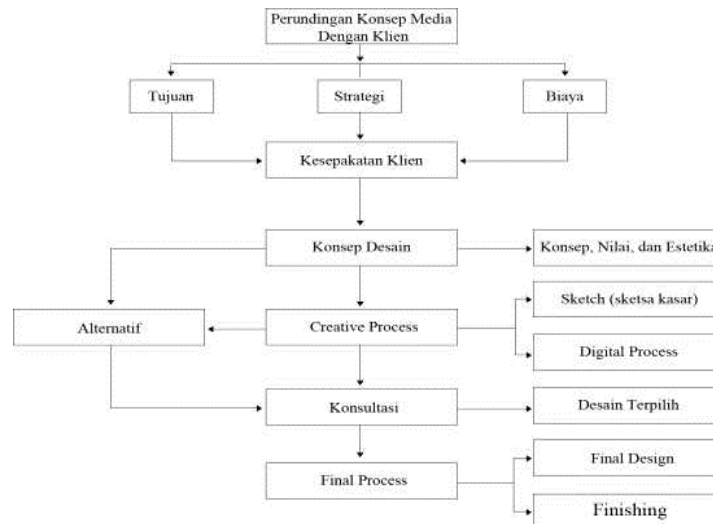 Perundingan Konsep Media
Dengan Klien
Tujuan
Strategi
Biaya
Kesepakatan Klien
Konsep Desain
Konsep, Nilai, dan Estetika
Sketch (sketsa kasar)
Alternatif
Creative Process
Digital Process
Konsultasi
Desain Terpilih
Final Design
Final Process
Finishing